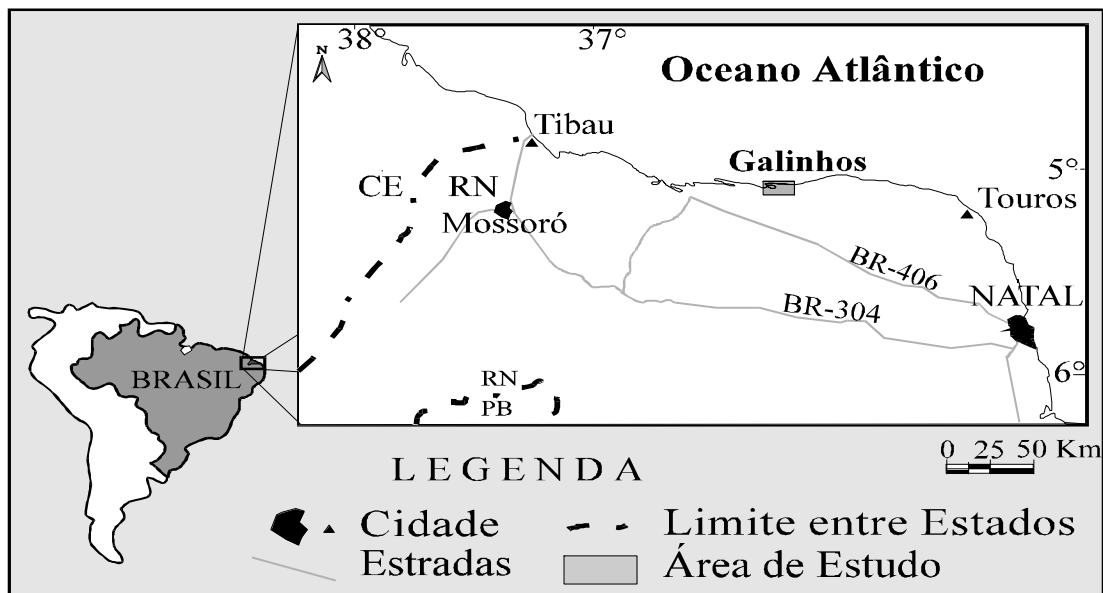 38° 37°
N
Oceano Atlântico
Tibau
Galinhos
5°
CE RN
Touros
Mossoró
BR-406
NATAL
BR-304
6°
BRASIL
RN
PB
0 25 50 Km
LEGENDA
Cidade
Limite entre Estados
Estradas
Área de Estudo